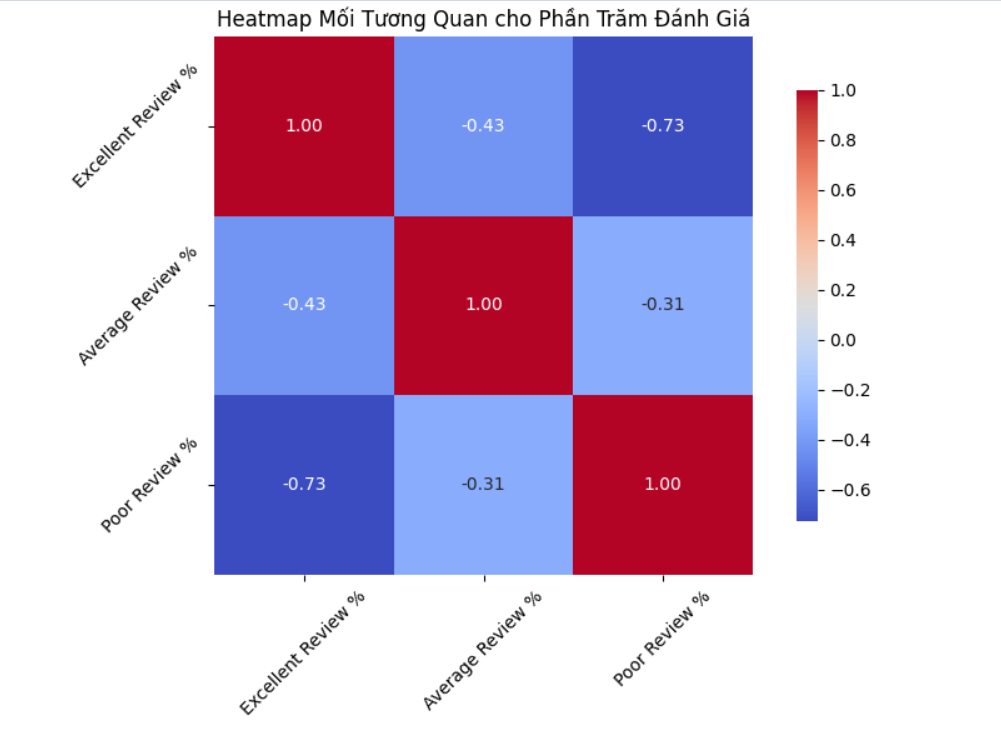 Heatmap Mối Tương Quan cho Phần Trăm Đánh Giá
Excellent Review %
1.00
-0.43
-0.73
Average Review %
-0.43
1.00
-0.31
Poor Review %
-0.73
-0.31
1.00
Excellent Review %
Average Review %
Poor Review %
1.0
0.8
0.6
0.4
0.2
0.0
−0.2
−0.4
−0.6